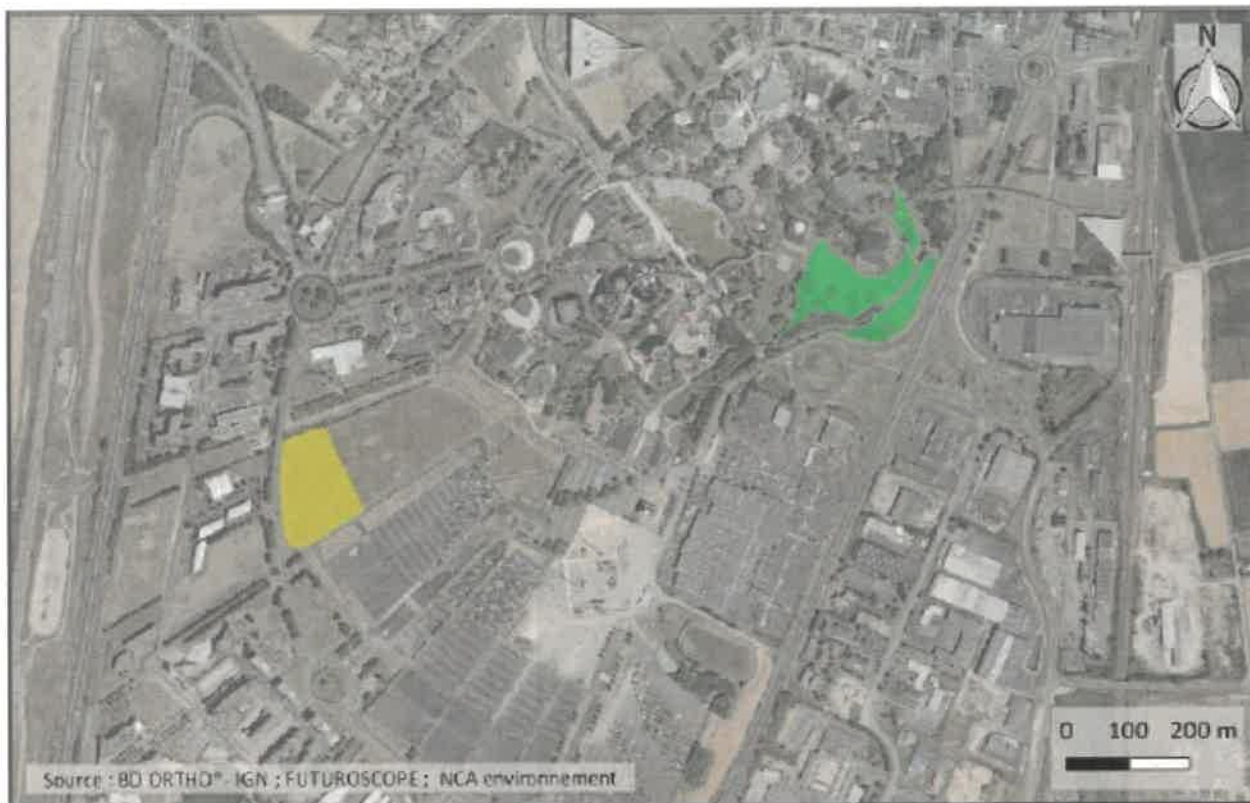 N
0 100 200 m
Source : BD ORTHO® - IGN ; FUTUROSCOPE ; NCA environnement